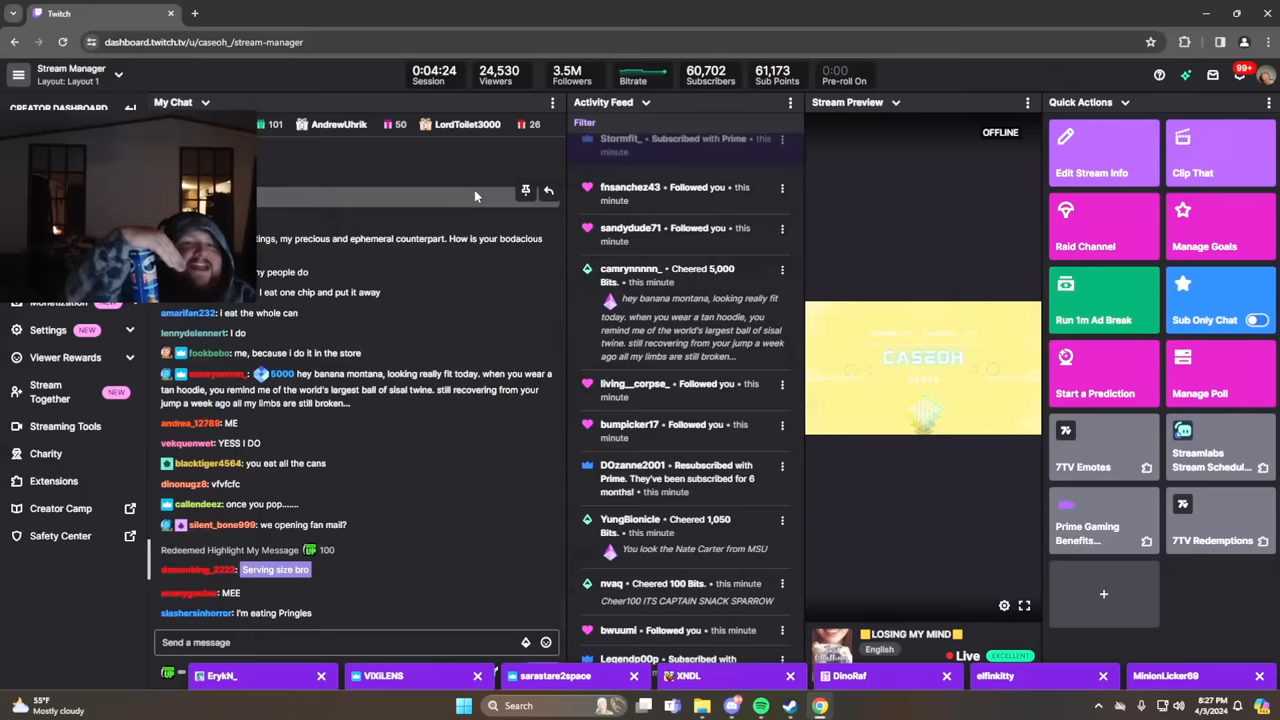 Twitch
dashboard.twitch.tv/u/caseoh_/stream-manager
Stream Manager
Layout: Layout 1
0:04:24
Session
24,530
Viewers
3.5M
Followers
Bitrate
60,702
Subscribers
61,173
Sub Points
0:00
Pre-roll On
99+
CREATOR DASHBOARD
Settings
NEW
Viewer Rewards
Stream
Together
NEW
Streaming Tools
Charity
Extensions
Creator Camp
Safety Center
My Chat
101
AndrewUhrik
50
LordToilet3000
26
tings, my precious and ephemeral counterpart. How is your bodacious
ny people do
I eat one chip and put it away
amarifan232: i eat the whole can
lennydelennert: I do
fookbebo: me, because i do it in the store
5000 hey banana montana, looking really fit today. when you wear a
tan hoodie, you remind me of the world's largest ball of sisal twine. still recovering from your
jump a week ago all my limbs are still broken...
andrea_12789: ME
vekquenwet: YESS I DO
blacktiger4564: you eat all the cans
dinonugz8: vfvfcfc
callendeez: once you pop.......
silent_bone999: we opening fan mail?
Redeemed Highlight My Message 100
Serving size bro
MEE
slashersinhorror: I'm eating Pringles
Send a message
Activity Feed
Filter
Stormfit_ • Subscribed with Prime • this
minute
fnsanchez43 • Followed you • this
minute
sandydude71 • Followed you • this
minute
camrynnnnn_ • Cheered 5,000
Bits. • this minute
hey banana montana, looking really fit
today. when you wear a tan hoodie, you
remind me of the world's largest ball of sisal
twine. still recovering from your jump a week
ago all my limbs are still broken...
living__corpse_ • Followed you • this
minute
bumpicker17 • Followed you • this
minute
DOzanne2001 • Resubscribed with
Prime. They've been subscribed for 6
months! • this minute
YungBionicle • Cheered 1,050
Bits. • this minute
You look the Nate Carter from MSU
nvaq • Cheered 100 Bits. • this minute
Cheer100 ITS CAPTAIN SNACK SPARROW
bwuumi • Followed you • this minute
Legendp00p • Subscribed with
Stream Preview
OFFLINE
CASEOH
LOSING MY MIND
English
Live
EXCELLENT
Quick Actions
Edit Stream Info
Clip That
Raid Channel
Manage Goals
Run 1m Ad Break
Sub Only Chat
Start a Prediction
Manage Poll
7TV Emotes
Streamlabs
Stream Schedul...
Prime Gaming
Benefits...
7TV Redemptions
ErykN_
VIXILENS
sarastare2space
XNDL
DinoRaf
elfinkitty
MinionLicker69
55°F
Mostly cloudy
Search
8:27 PM
4/3/2024